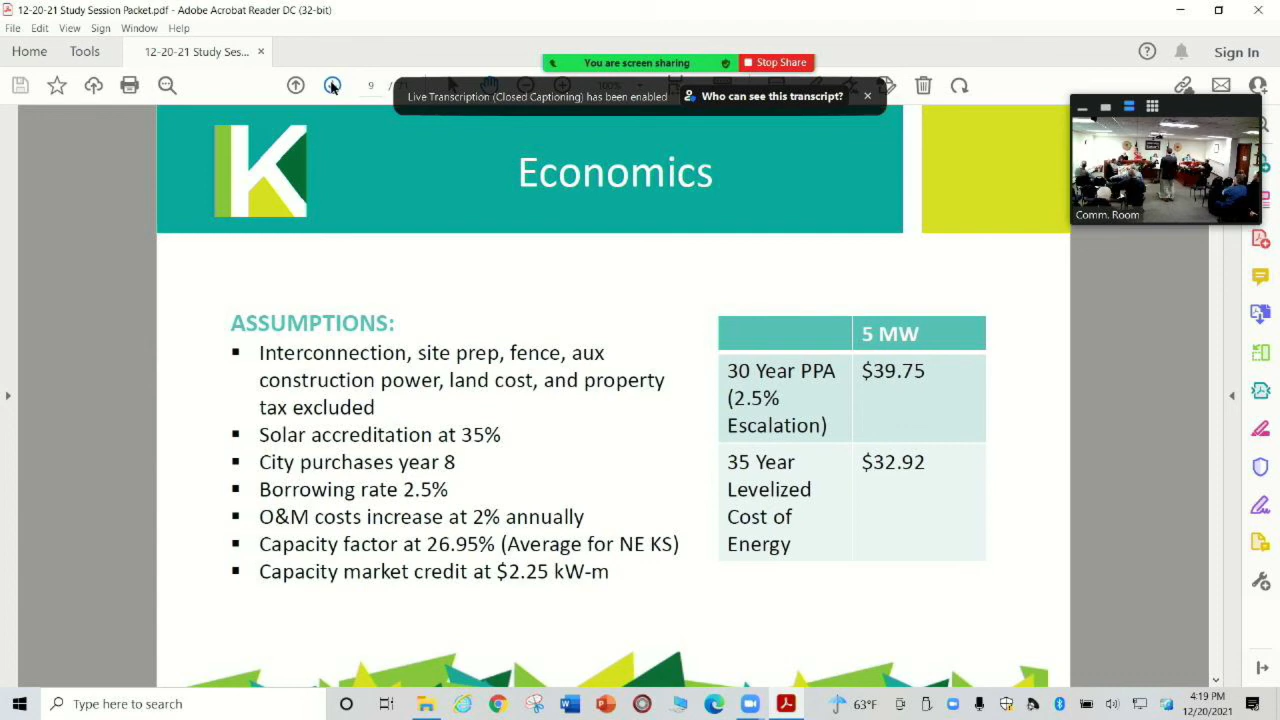 12-20-21 Study Session Packet.pdf - Adobe Acrobat Reader DC (32-bit)
File Edit View Sign Window Help
Home Tools 12-20-21 Study Ses... × Sign In
You are screen sharing Stop Share
9 /
Live Transcription (Closed Captioning) has been enabled Who can see this transcript? ×
K
Economics
Comm. Room
ASSUMPTIONS:
▪ Interconnection, site prep, fence, aux
construction power, land cost, and property
tax excluded
▪ Solar accreditation at 35%
▪ City purchases year 8
▪ Borrowing rate 2.5%
▪ O&M costs increase at 2% annually
▪ Capacity factor at 26.95% (Average for NE KS)
▪ Capacity market credit at $2.25 kW-m
5 MW
30 Year PPA $39.75
(2.5%
Escalation)
35 Year $32.92
Levelized
Cost of
Energy
Type here to search
63°F
4:19 PM
12/20/2021